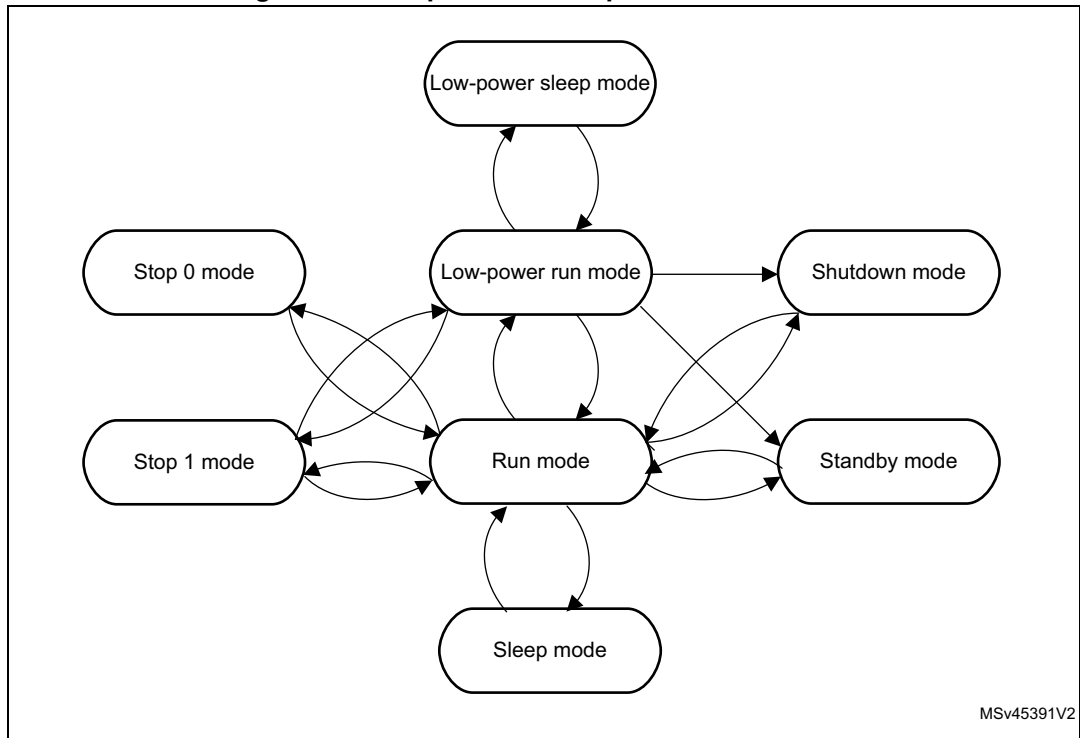 Low-power sleep mode
Stop 0 mode
Low-power run mode
Shutdown mode
Stop 1 mode
Run mode
Standby mode
Sleep mode
MSv45391V2